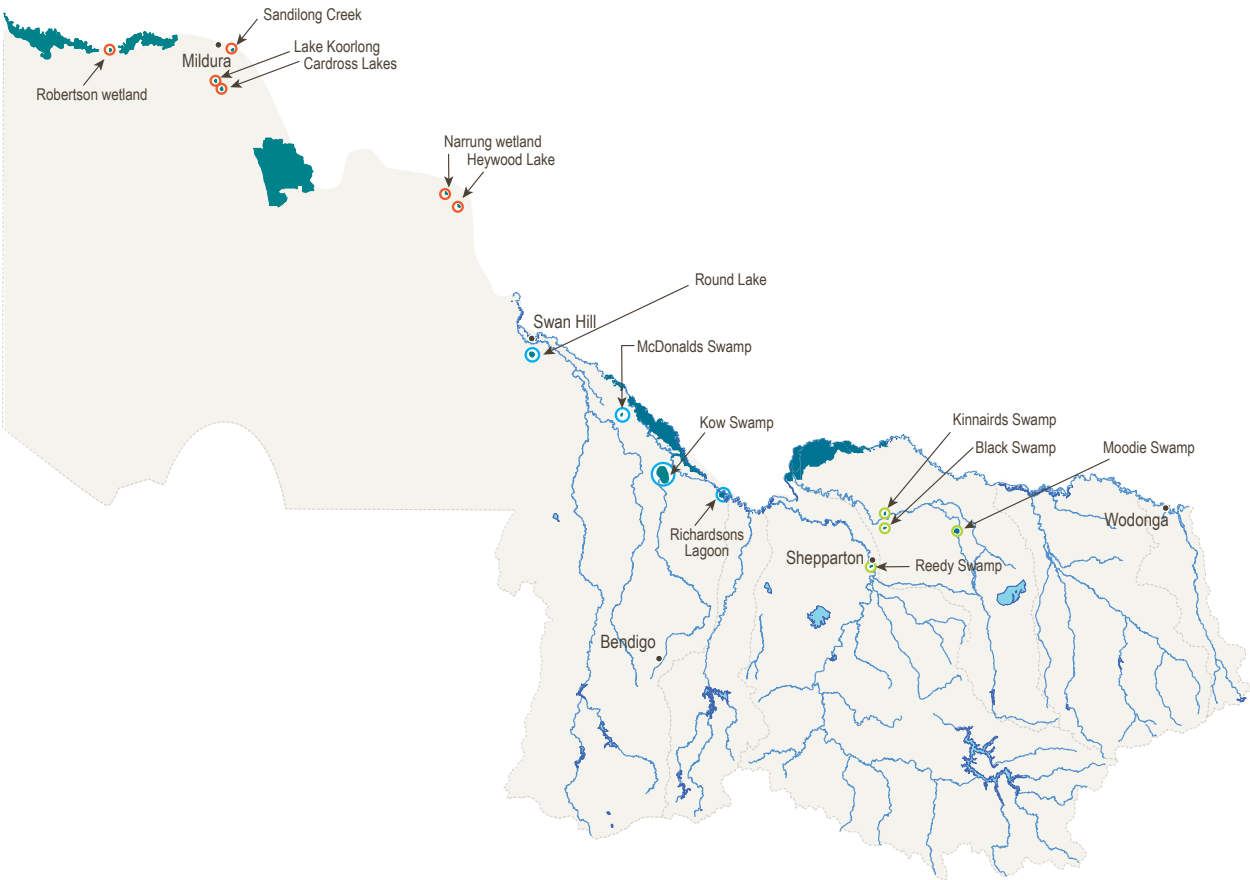 Sandilong Creek
Lake Koorlong
Mildura
Cardross Lakes
Robertson wetland
Narrung wetland
Heywood Lake
Round Lake
Swan Hill
McDonalds Swamp
Kow Swamp
Kinnairds Swamp
Black Swamp
Moodie Swamp
Richardsons
Lagoon
Wodonga
Shepparton
Reedy Swamp
Bendigo